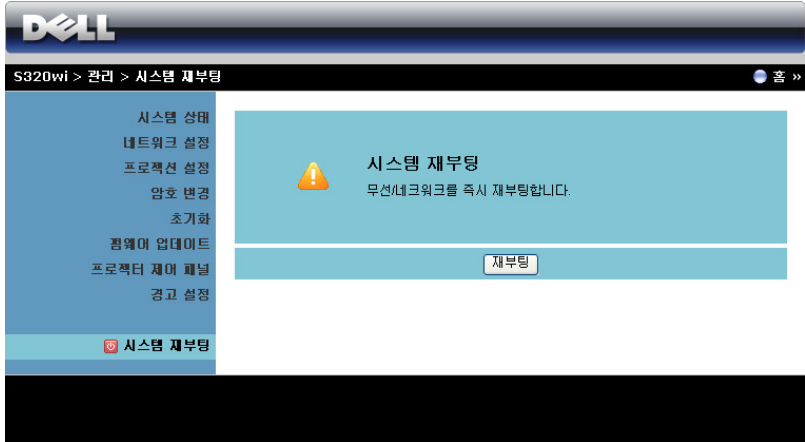 DELL
S320wi > 관리 > 시스템 재부팅
홈 »
시스템 상태
네트워크 설정
프로젝션 설정
암호 변경
초기화
펌웨어 업데이트
프로젝터 제어 패널
경고 설정
시스템 재부팅
시스템 재부팅
무선/네크워크를 즉시 재부팅합니다.
재부팅